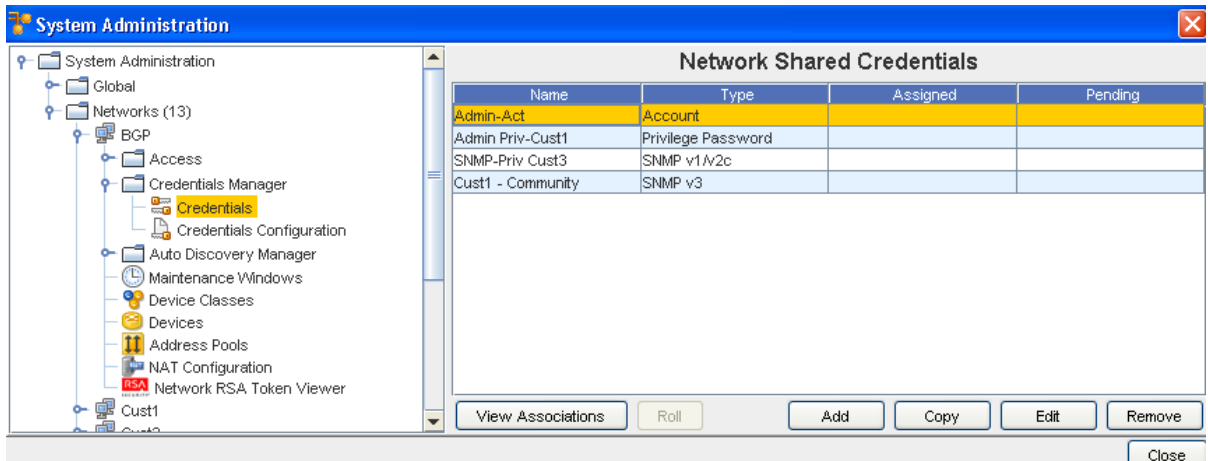 System Administration
System Administration
Global
Networks (13)
BGP
Access
Credentials Manager
Credentials
Credentials Configuration
Auto Discovery Manager
Maintenance Windows
Device Classes
Devices
Address Pools
NAT Configuration
RSA Network RSA Token Viewer
Cust1
Network Shared Credentials
Name Type Assigned Pending
Admin-Act Account
Admin Priv-Cust1 Privilege Password
SNMP-Priv Cust3 SNMP v1/v2c
Cust1 - Community SNMP v3
View Associations Roll Add Copy Edit Remove
Close